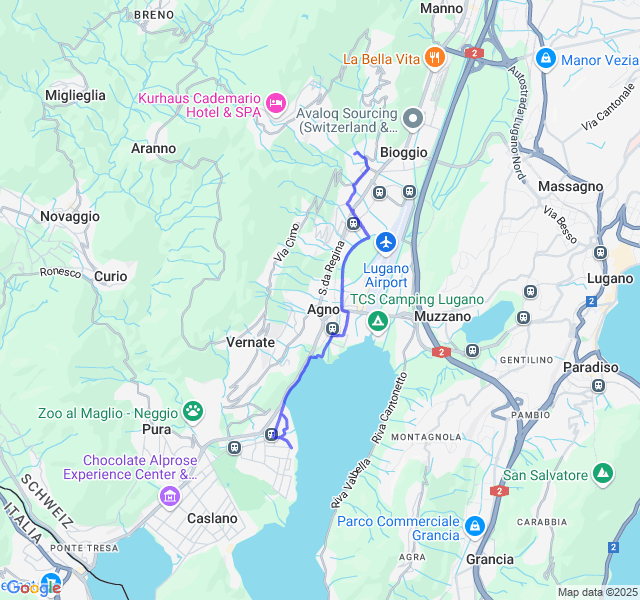 Manno
BRENO
2
La Bella Vita
Manor Vezia
Autostrada Lugano Nord
Miglieglia
Kurhaus Cademario
Hotel & SPA
Avaloq Sourcing
(Switzerland &...
Via Cantonale
Aranno
Bioggio
Massagno
Novaggio
Via Besso
Via Cimo
S.da Regina
Ronesco
Curio
Lugano
Airport
Lugano
2
TCS Camping Lugano
Agno
Muzzano
Vernate
2
GENTILINO
Paradiso
Riva Cantonetto
Zoo al Maglio - Neggio
PAMBIO
Pura
MONTAGNOLA
Chocolate Alprose
Experience Center &...
Riva Valbella
San Salvatore
SCHWEIZ
ITALIA
2
Caslano
Parco Commerciale
Grancia
CARABBIA
PONTE TRESA
2
AGRA
Grancia
Google
Map data ©2025